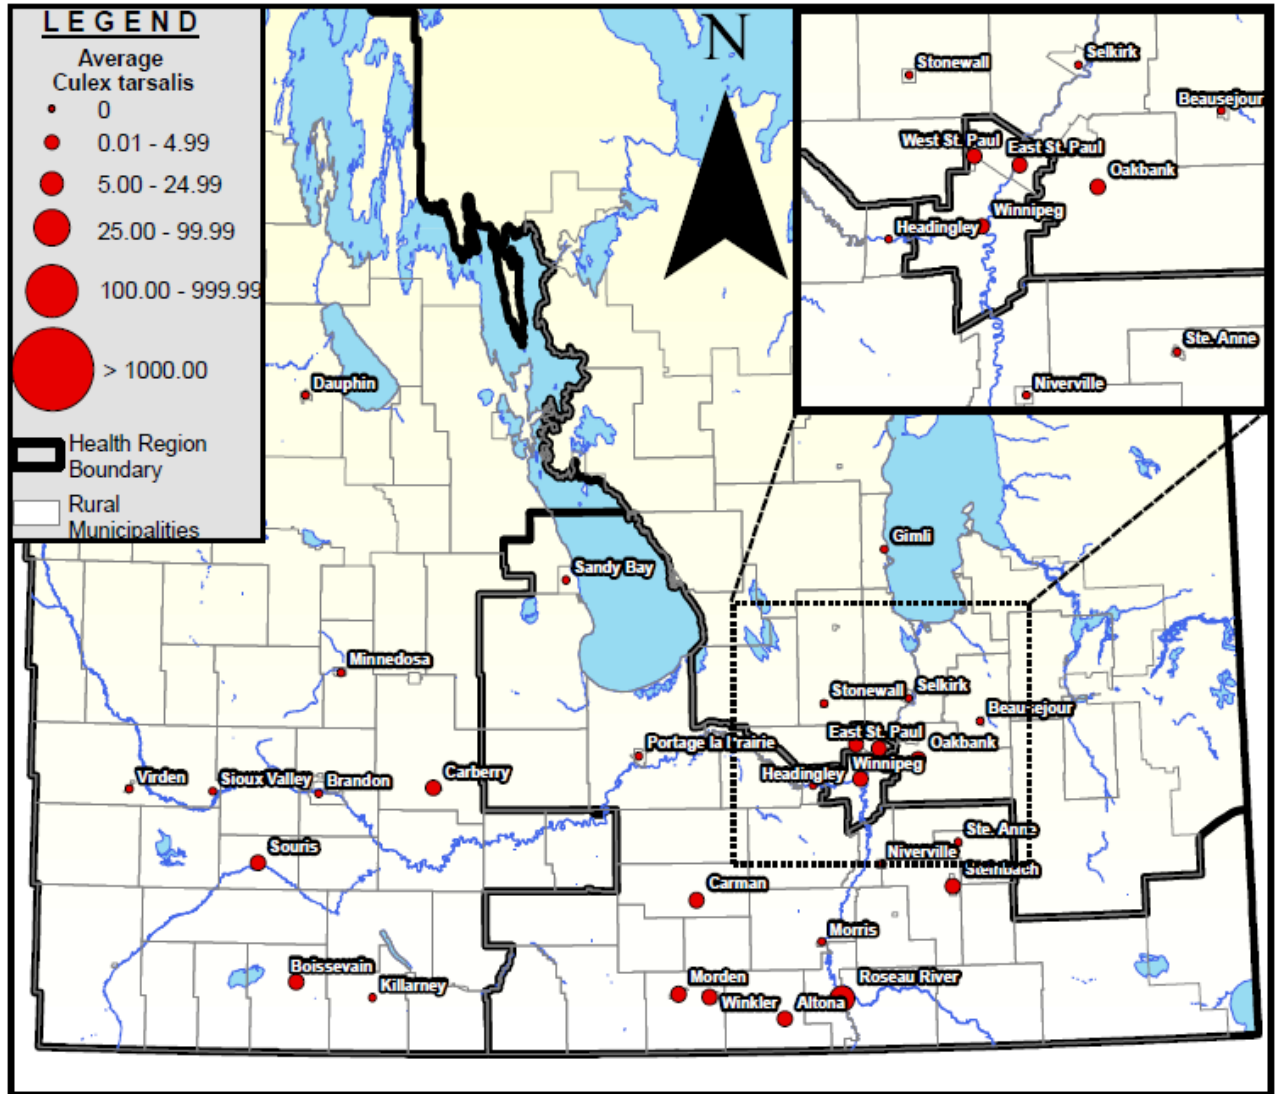 LEGEND
Average
Culex tarsalis
0
0.01 - 4.99
5.00 - 24.99
25.00 - 99.99
100.00 - 999.99
> 1000.00
Health Region
Boundary
Rural
Municipalities
N
Stonewall
Selkirk
Beausejour
West St. Paul
East St. Paul
Oakbank
Winnipeg
Headingley
Ste. Anne
Niverville
Dauphin
Gimli
Sandy Bay
Minnedosa
Stonewall
Selkirk
Beausejour
East St. Paul
Portage la Prairie
Oakbank
Headingley
Winnipeg
Virden
Sioux Valley
Brandon
Carberry
Souris
Ste. Anne
Niverville
Steinbach
Carman
Morris
Boissevain
Killarney
Morden
Winkler
Altona
Roseau River